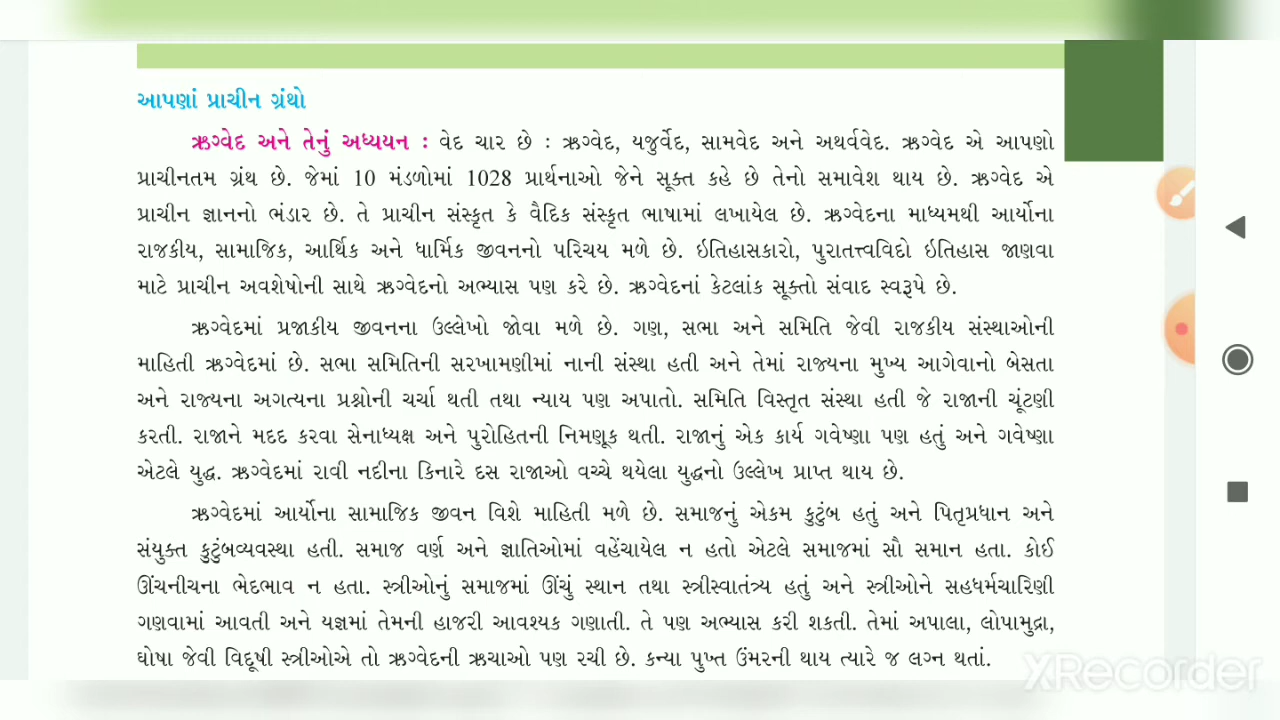 આપણાં પ્રાચીન ગ્રંથો
ઋગ્વેદ અને તેનું અધ્યયન : વેદ ચાર છે : ઋગ્વેદ, યજુર્વેદ, સામવેદ અને અથર્વવેદ. ઋગ્વેદ એ આપણો
પ્રાચીનતમ ગ્રંથ છે. જેમાં 10 મંડળોમાં 1028 પ્રાર્થનાઓ જેને સૂક્ત કહે છે તેનો સમાવેશ થાય છે. ઋગ્વેદ એ
પ્રાચીન જ્ઞાનનો ભંડાર છે. તે પ્રાચીન સંસ્કૃત કે વૈદિક સંસ્કૃત ભાષામાં લખાયેલ છે. ઋગ્વેદના માધ્યમથી આર્યોના
રાજકીય, સામાજિક, આર્થિક અને ધાર્મિક જીવનનો પરિચય મળે છે. ઇતિહાસકારો, પુરાતત્ત્વવિદો ઇતિહાસ જાણવા
માટે પ્રાચીન અવશેષોની સાથે ઋગ્વેદનો અભ્યાસ પણ કરે છે. ઋગ્વેદનાં કેટલાંક સૂક્તો સંવાદ સ્વરૂપે છે.
ઋગ્વેદમાં પ્રજાકીય જીવનના ઉલ્લેખો જોવા મળે છે. ગણ, સભા અને સમિતિ જેવી રાજકીય સંસ્થાઓની
માહિતી ઋગ્વેદમાં છે. સભા સમિતિની સરખામણીમાં નાની સંસ્થા હતી અને તેમાં રાજ્યના મુખ્ય આગેવાનો બેસતા
અને રાજ્યના અગત્યના પ્રશ્નોની ચર્ચા થતી તથા ન્યાય પણ અપાતો. સમિતિ વિસ્તૃત સંસ્થા હતી જે રાજાની ચૂંટણી
કરતી. રાજાને મદદ કરવા સેનાધ્યક્ષ અને પુરોહિતની નિમણૂક થતી. રાજાનું એક કાર્ય ગવેષ્ણા પણ હતું અને ગવેષ્ણા
એટલે યુદ્ધ. ઋગ્વેદમાં રાવી નદીના કિનારે દસ રાજાઓ વચ્ચે થયેલા યુદ્ધનો ઉલ્લેખ પ્રાપ્ત થાય છે.
ઋગ્વેદમાં આર્યોના સામાજિક જીવન વિશે માહિતી મળે છે. સમાજનું એકમ કુટુંબ હતું અને પિતૃપ્રધાન અને
સંયુક્ત કુટુંબવ્યવસ્થા હતી. સમાજ વર્ણ અને જ્ઞાતિઓમાં વહેંચાયેલ ન હતો એટલે સમાજમાં સૌ સમાન હતા. કોઈ
ઊંચનીચના ભેદભાવ ન હતા. સ્ત્રીઓનું સમાજમાં ઊંચું સ્થાન તથા સ્ત્રીસ્વાતંત્ર્ય હતું અને સ્ત્રીઓને સહધર્મચારિણી
ગણવામાં આવતી અને યજ્ઞમાં તેમની હાજરી આવશ્યક ગણાતી. તે પણ અભ્યાસ કરી શકતી. તેમાં અપાલા, લોપામુદ્રા,
ઘોષા જેવી વિદૂષી સ્ત્રીઓએ તો ઋગ્વેદની ઋચાઓ પણ રચી છે. કન્યા પુખ્ત ઉંમરની થાય ત્યારે જ લગ્ન થતાં.
XRecorder